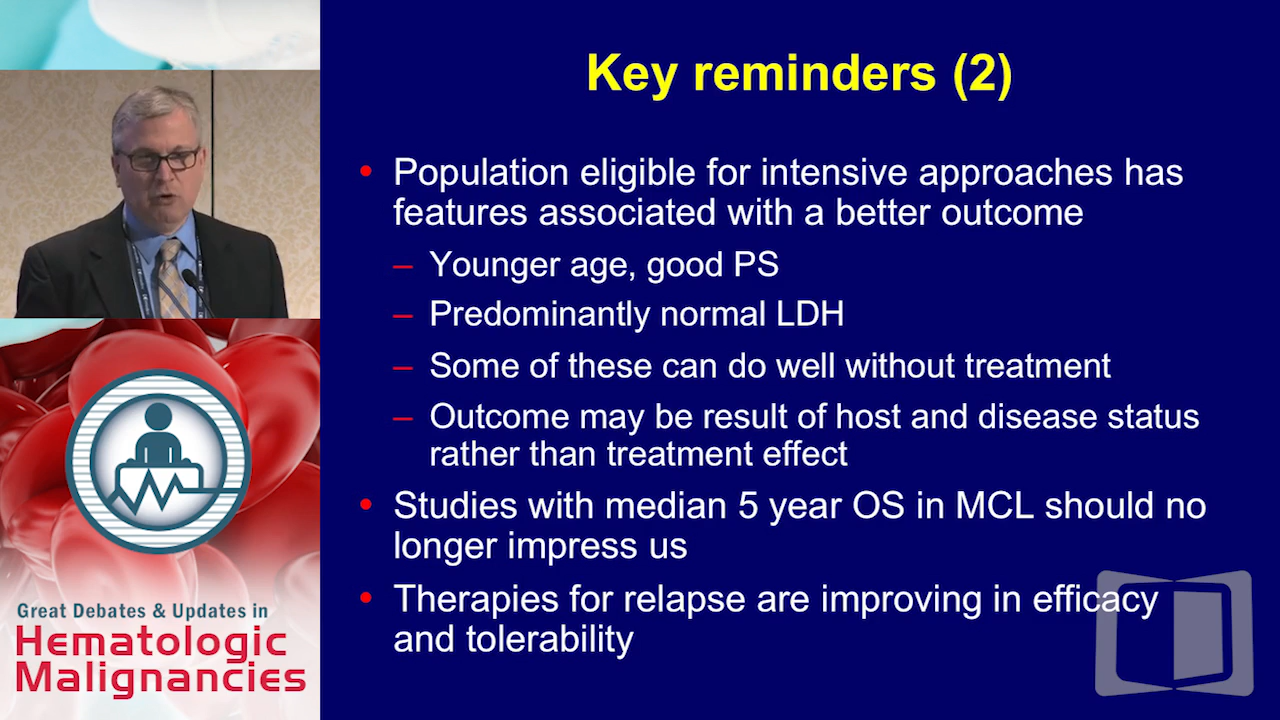 Key reminders (2)
• Population eligible for intensive approaches has
features associated with a better outcome
– Younger age, good PS
– Predominantly normal LDH
– Some of these can do well without treatment
– Outcome may be result of host and disease status
rather than treatment effect
• Studies with median 5 year OS in MCL should no
longer impress us
• Therapies for relapse are improving in efficacy
and tolerability
Great Debates & Updates in
Hematologic
Malignancies